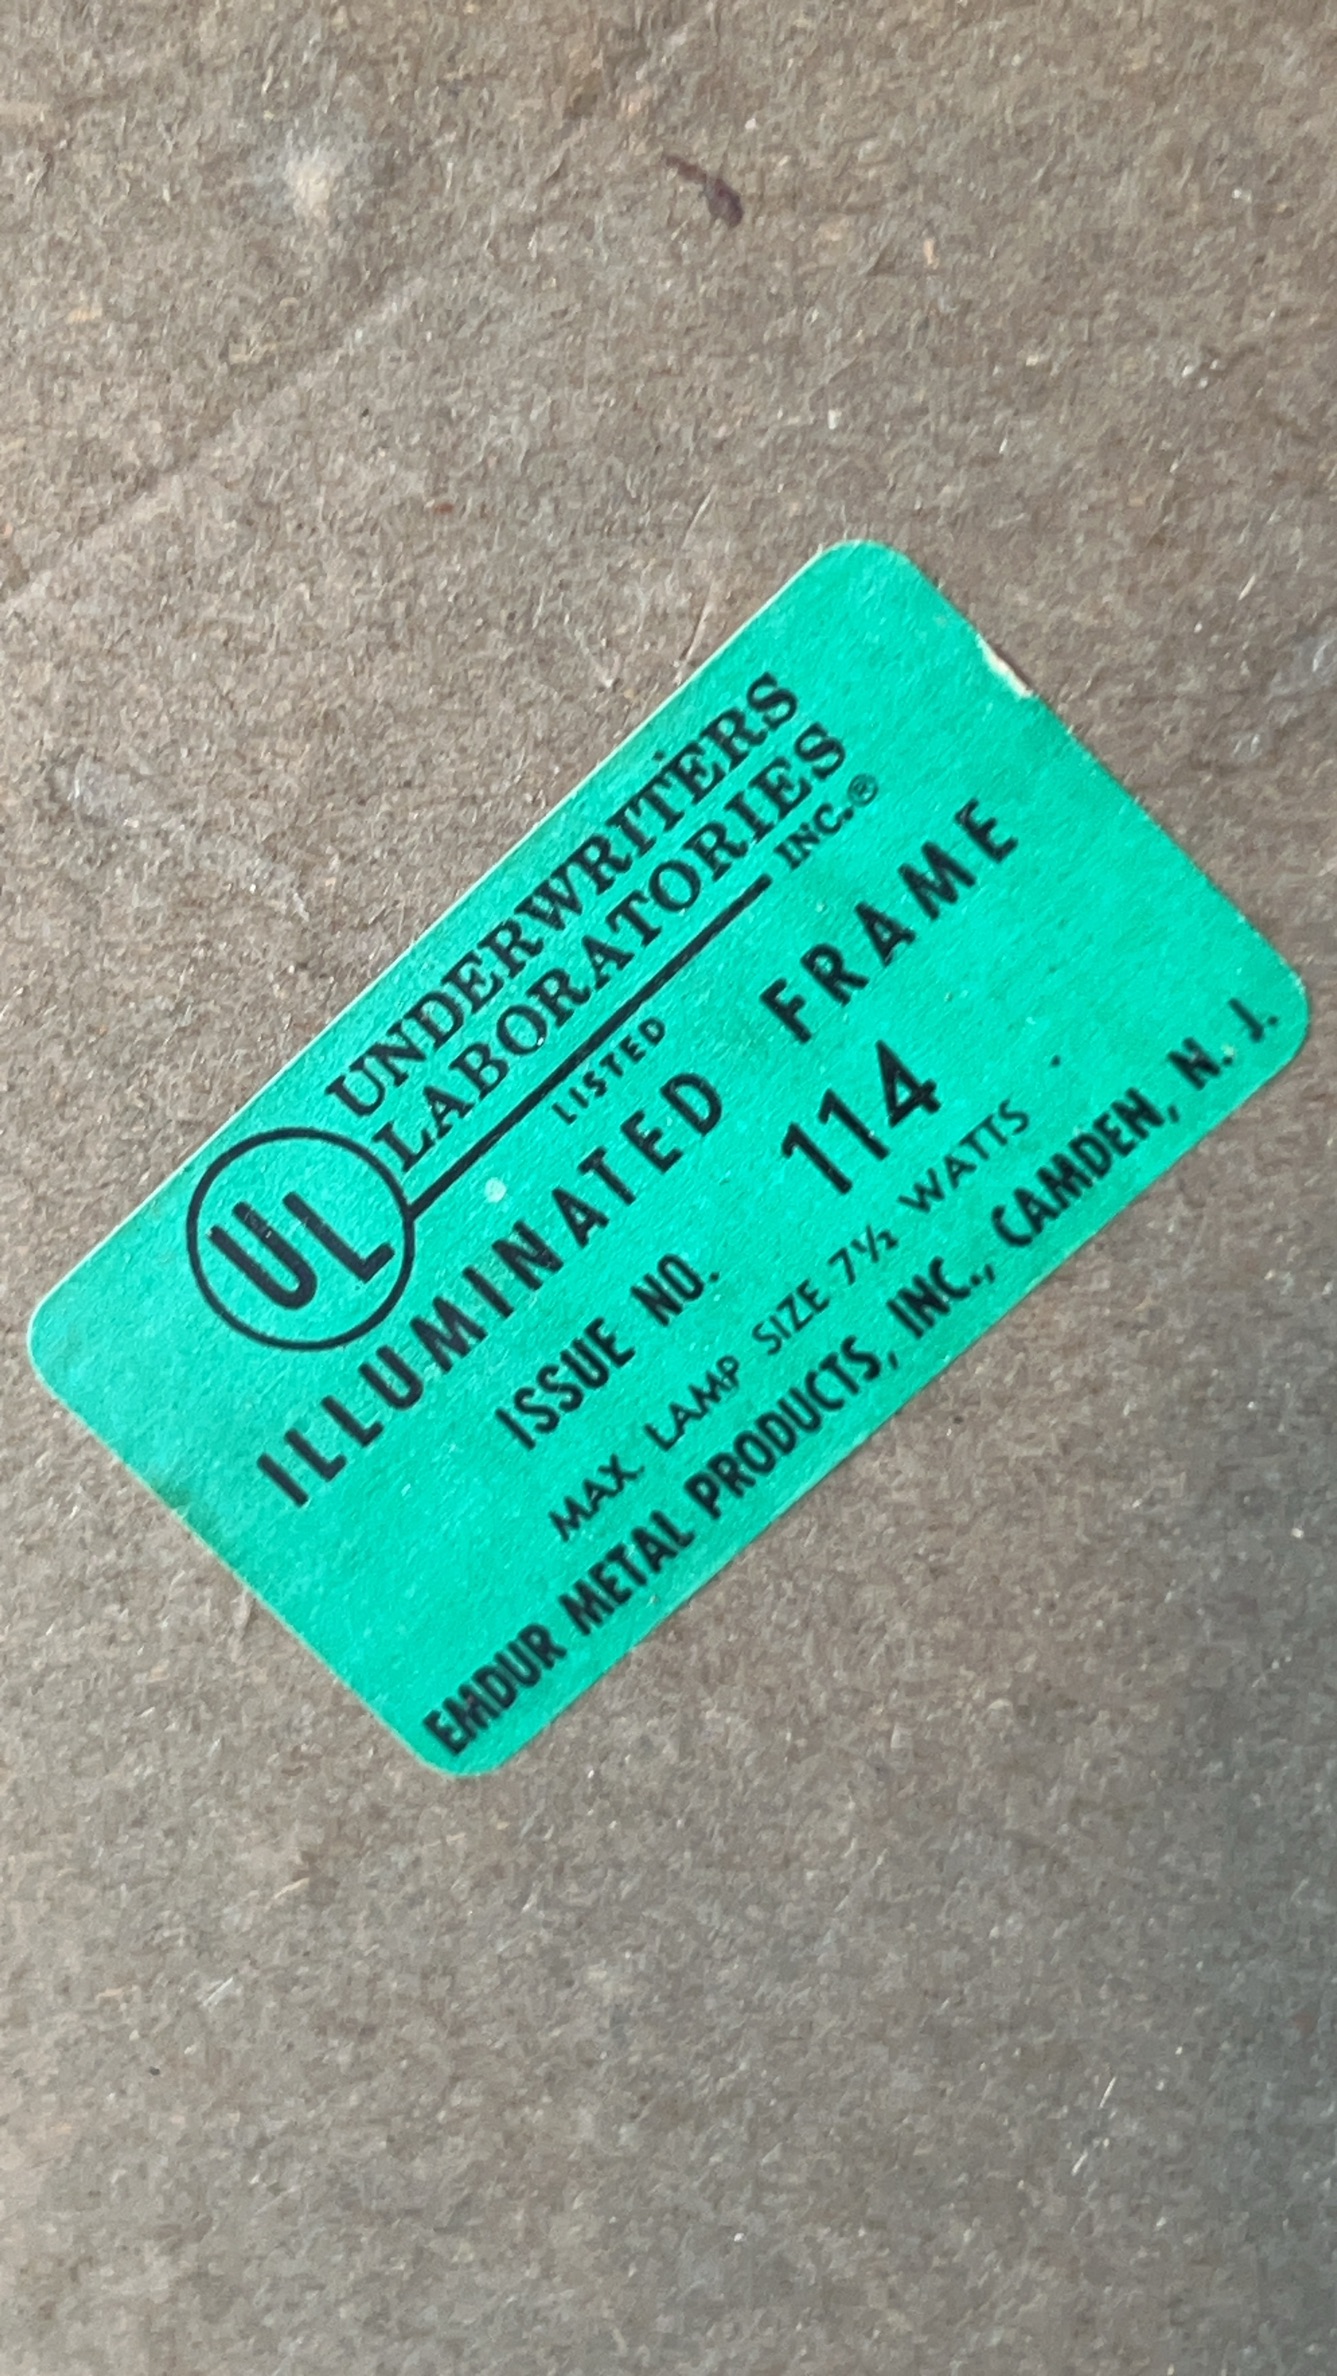 UL
UNDERWRITERS
LABORATORIES
INC.®
LISTED
ILLUMINATED FRAME
ISSUE NO. 114
MAX. LAMP SIZE 7½ WATTS
EMDUR METAL PRODUCTS, INC., CAMDEN, N. J.